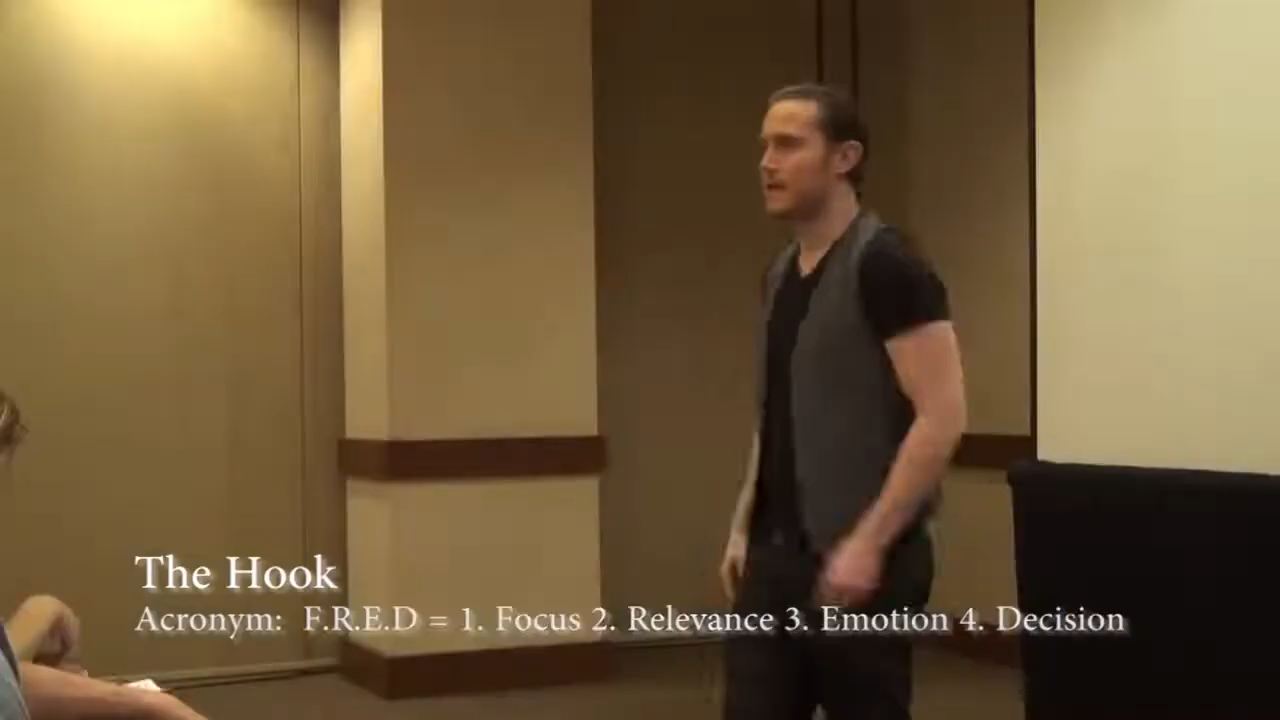 The Hook
Acronym: F.R.E.D = 1. Focus 2. Relevance 3. Emotion 4. Decision